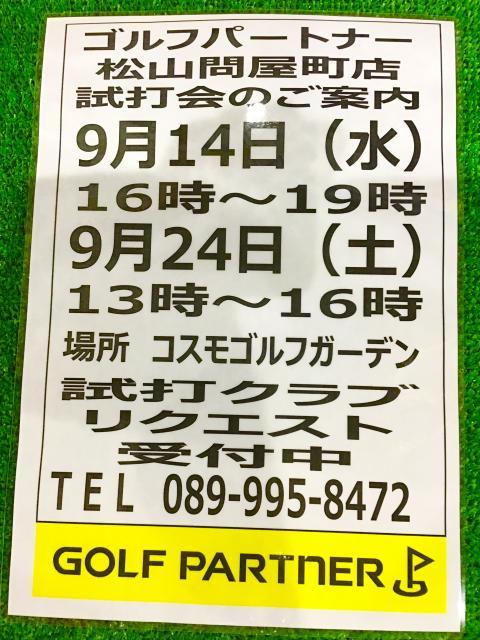 ゴルフパートナー
松山問屋町店
試打会のご案内
9月14日（水）
16時～19時
9月24日（土）
13時～16時
場所 コスモゴルフガーデン
試打クラブ
リクエスト
受付中
TEL 089-995-8472
GOLF PARTNER